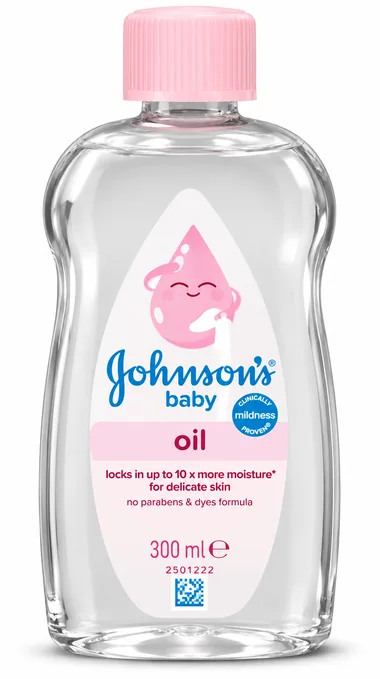 Johnson's®
baby
CLINICALLY
mildness
PROVEN®
oil
locks in up to 10 x more moisture*
for delicate skin
no parabens & dyes formula
300 ml ℮
2501222